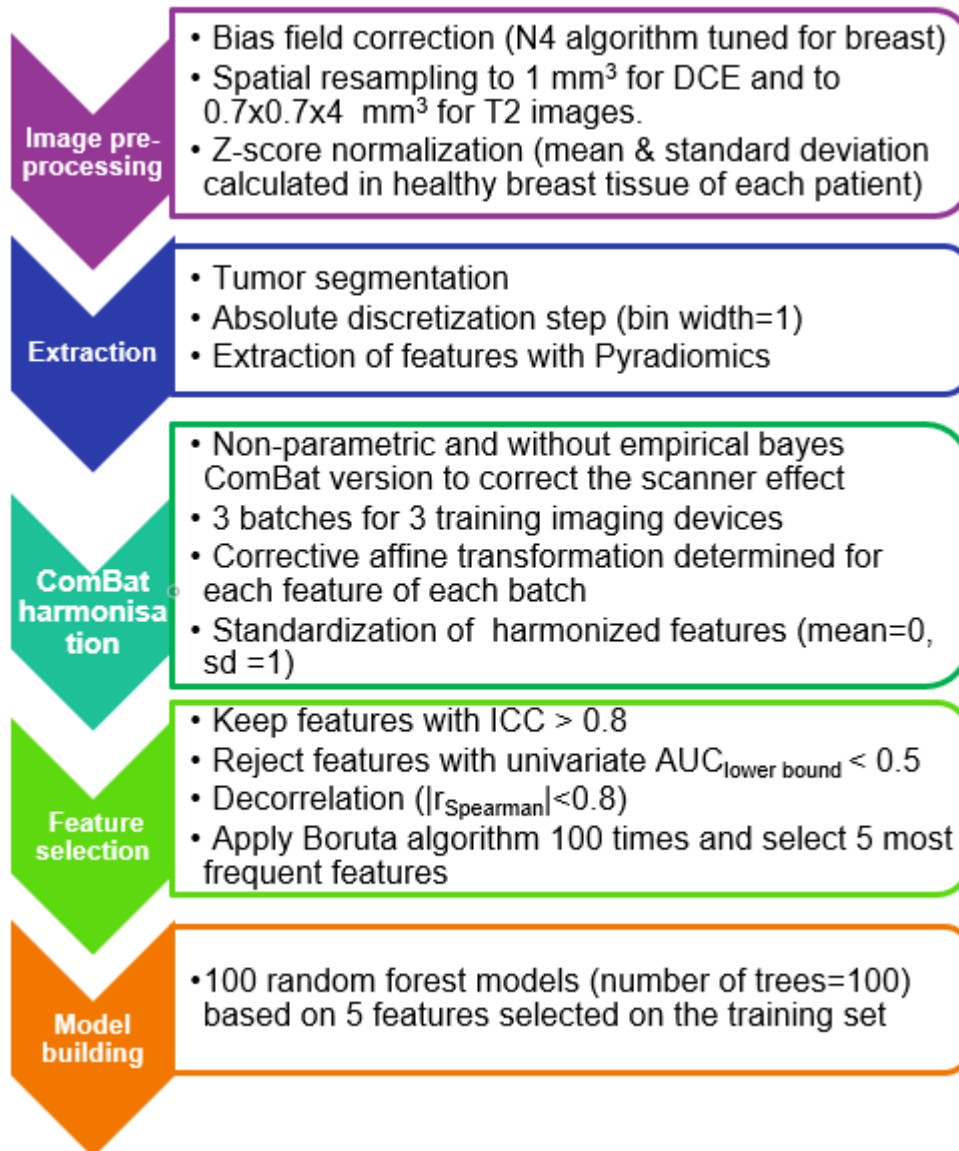 Image pre-
processing
• Bias field correction (N4 algorithm tuned for breast)
• Spatial resampling to 1 mm³ for DCE and to
0.7x0.7x4 mm³ for T2 images.
• Z-score normalization (mean & standard deviation
calculated in healthy breast tissue of each patient)
Extraction
• Tumor segmentation
• Absolute discretization step (bin width=1)
• Extraction of features with Pyradiomics
ComBat
harmonisa
tion
• Non-parametric and without empirical bayes
ComBat version to correct the scanner effect
• 3 batches for 3 training imaging devices
• Corrective affine transformation determined for
each feature of each batch
• Standardization of harmonized features (mean=0,
sd =1)
Feature
selection
• Keep features with ICC > 0.8
• Reject features with univariate AUClower bound < 0.5
• Decorrelation (|rSpearman|<0.8)
• Apply Boruta algorithm 100 times and select 5 most
frequent features
Model
building
•100 random forest models (number of trees=100)
based on 5 features selected on the training set